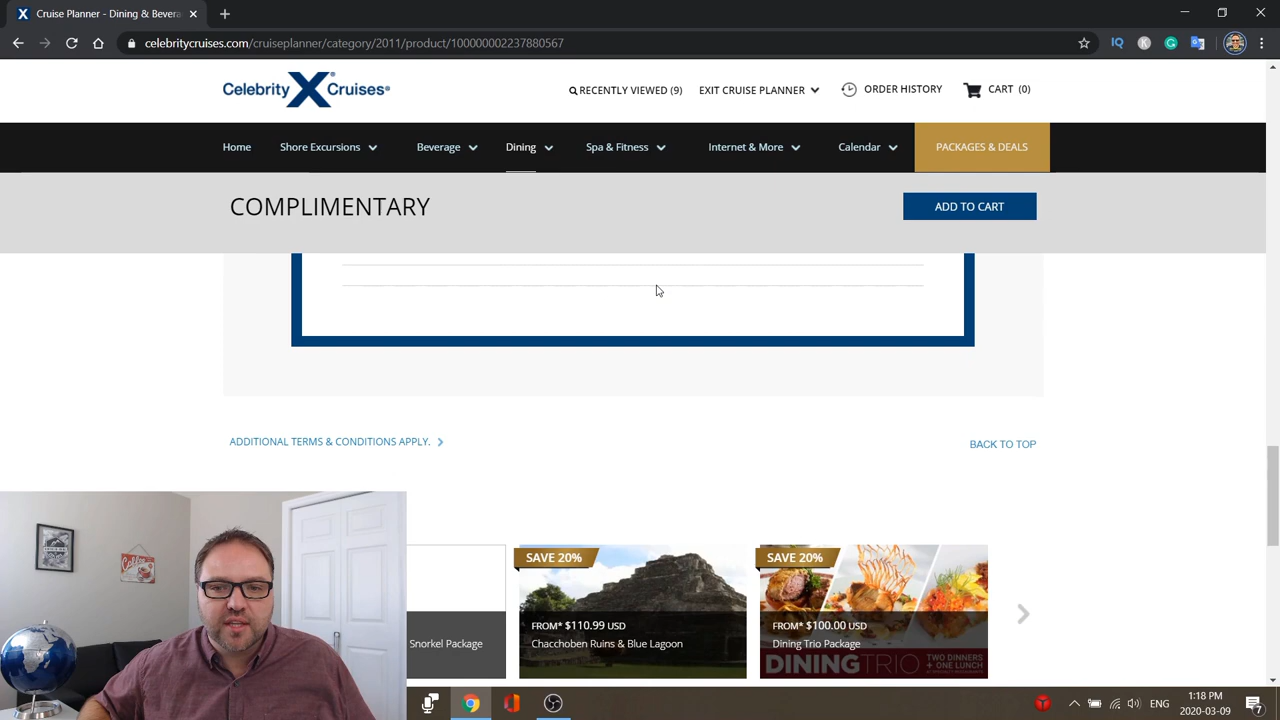 Cruise Planner - Dining & Bevera
celebritycruises.com/cruiseplanner/category/2011/product/100000002237880567
Celebrity X Cruises®
RECENTLY VIEWED (9)
EXIT CRUISE PLANNER
ORDER HISTORY
CART (0)
Home
Shore Excursions
Beverage
Dining
Spa & Fitness
Internet & More
Calendar
PACKAGES & DEALS
COMPLIMENTARY
ADD TO CART
ADDITIONAL TERMS & CONDITIONS APPLY.
BACK TO TOP
Snorkel Package
SAVE 20%
FROM* $110.99 USD
Chacchoben Ruins & Blue Lagoon
SAVE 20%
FROM* $100.00 USD
Dining Trio Package
DININGTRIO
TWO DINNERS
+ ONE LUNCH
Coffee
ENG
1:18 PM
2020-03-09
7